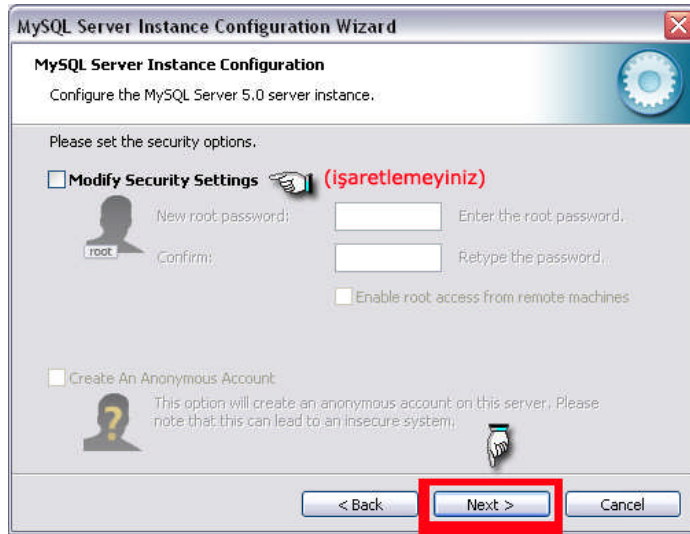 MySQL Server Instance Configuration Wizard
MySQL Server Instance Configuration
Configure the MySQL Server 5.0 server instance.
Please set the security options.
Modify Security Settings (işaretlemeyiniz)
New root password: Enter the root password.
root
Confirm: Retype the password.
Enable root access from remote machines
Create An Anonymous Account
This option will create an anonymous account on this server. Please
note that this can lead to an insecure system.
< Back Next > Cancel